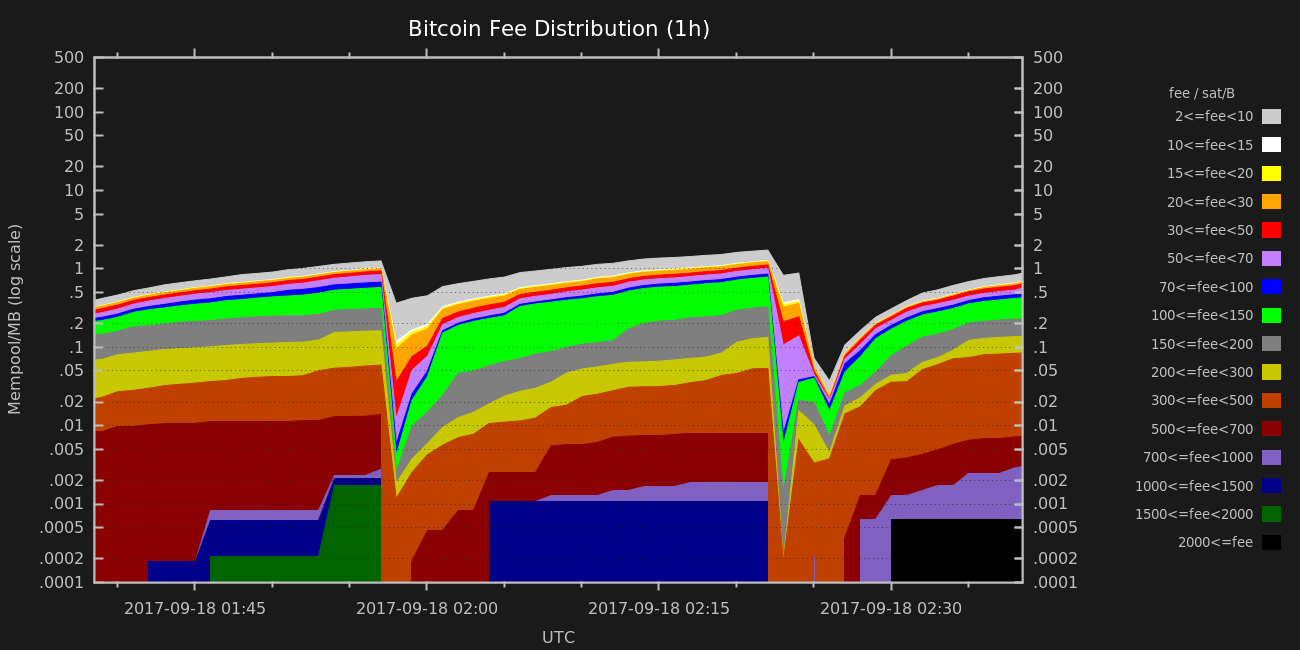 Bitcoin Fee Distribution (1h)
Mempool/MB (log scale)
500
200
100
50
20
10
5
2
1
.5
.2
.1
.05
.02
.01
.005
.002
.001
.0005
.0002
.0001
500
200
100
50
20
10
5
2
1
.5
.2
.1
.05
.02
.01
.005
.002
.001
.0005
.0002
.0001
2017-09-18 01:45
2017-09-18 02:00
2017-09-18 02:15
2017-09-18 02:30
UTC
fee / sat/B
2<=fee<10
10<=fee<15
15<=fee<20
20<=fee<30
30<=fee<50
50<=fee<70
70<=fee<100
100<=fee<150
150<=fee<200
200<=fee<300
300<=fee<500
500<=fee<700
700<=fee<1000
1000<=fee<1500
1500<=fee<2000
2000<=fee